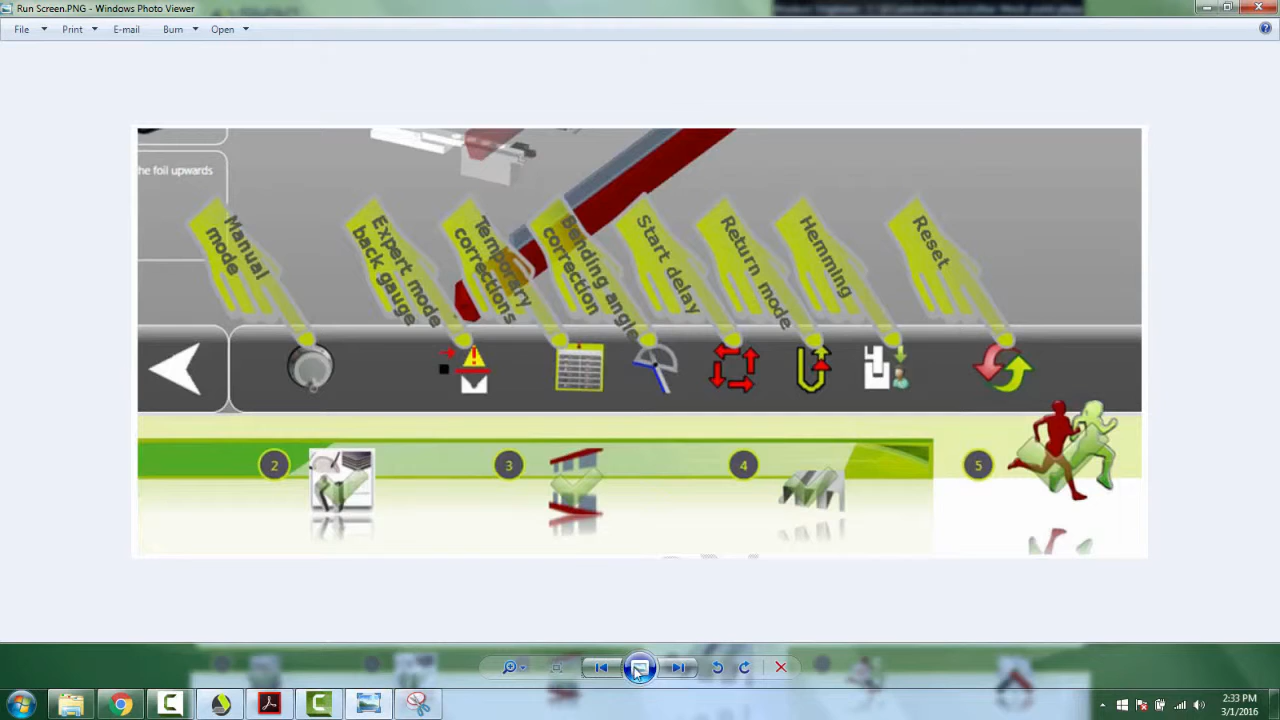 Run Screen.PNG - Windows Photo Viewer
File Print E-mail Burn Open
he foil upwards
Manual
mode
Expert mode
back gauge
Temporary
corrections
Bending angle
correction
Start delay
Return mode
Hemming
Reset
2
3
4
5
2:33 PM
3/1/2016